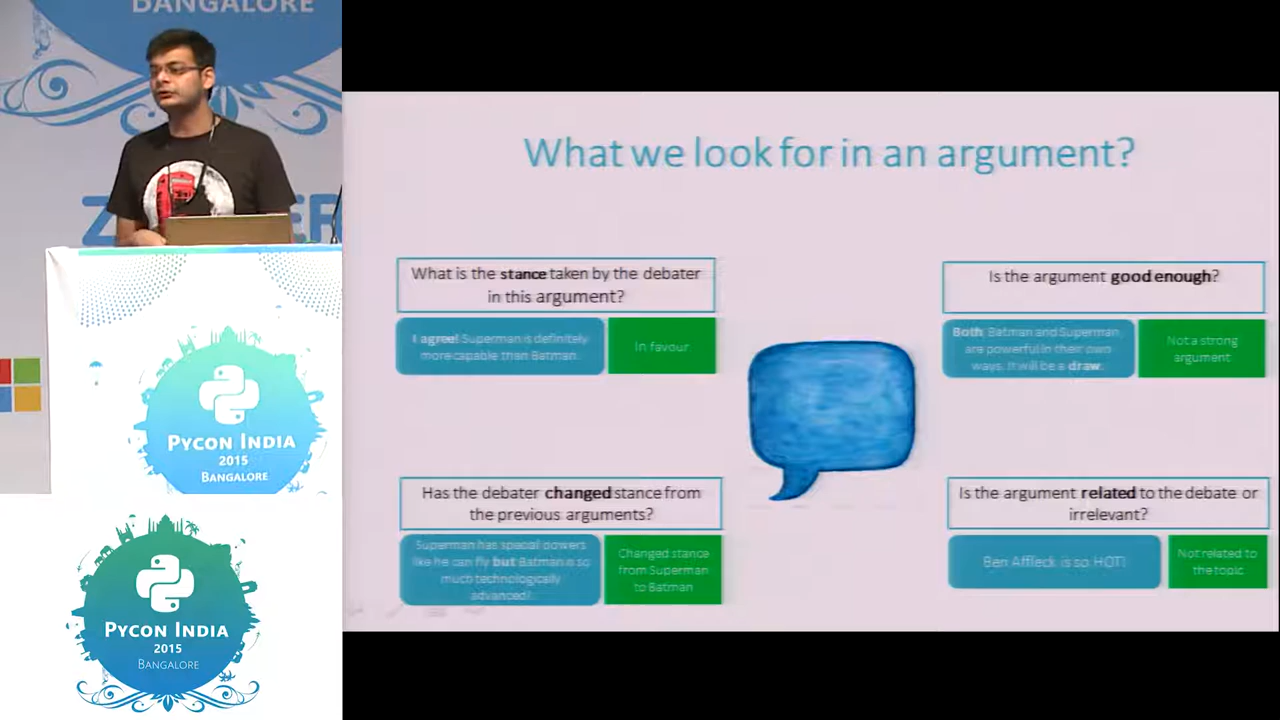 BANGALORE
PYCON INDIA
2015
BANGALORE
PYCON INDIA
2015
BANGALORE
What we look for in an argument?
What is the stance taken by the debater
in this argument?
I agree! Superman is definitely
more capable than Batman.
In favour
Is the argument good enough?
Both Batman and Superman
are powerful in their own
ways. It will be a draw.
Not a strong
argument
Has the debater changed stance from
the previous arguments?
Superman has special powers
like he can fly but Batman is so
much technologically
advanced!
Changed stance
from Superman
to Batman
Is the argument related to the debate or
irrelevant?
Ben Affleck is so HOT!
Not related to
the topic